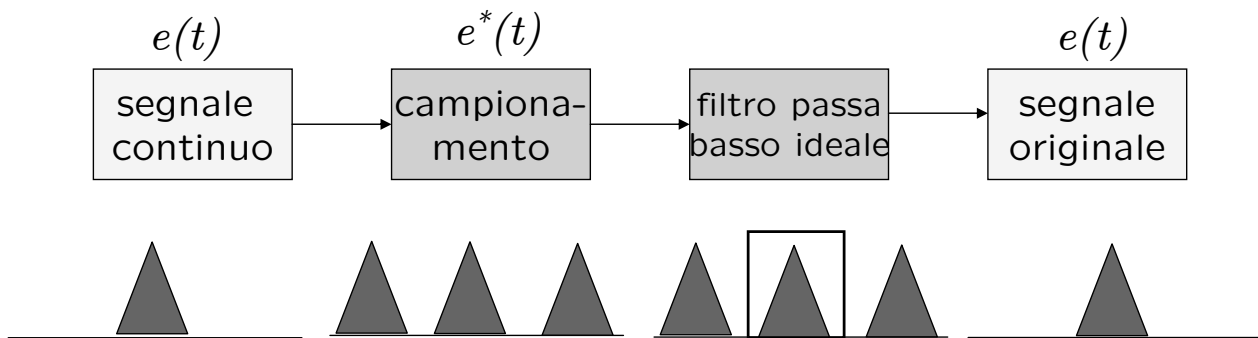 e(t)
e*(t)
e(t)
segnale
continuo
campiona-
mento
filtro passa
basso ideale
segnale
originale